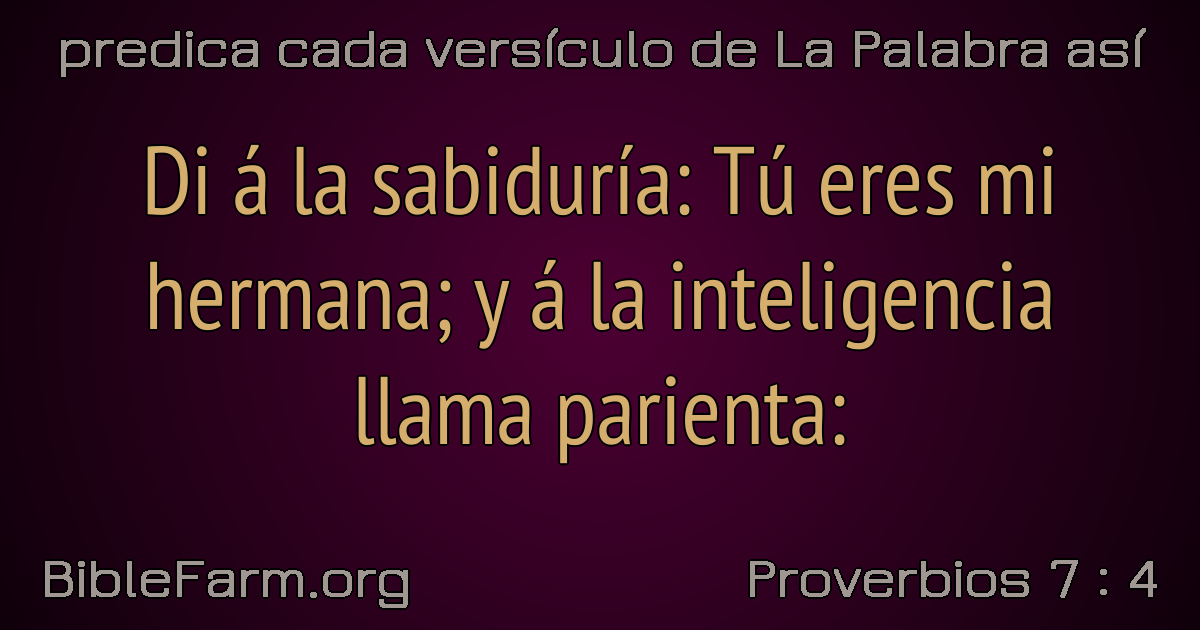 predica cada versículo de La Palabra así
Di á la sabiduría: Tú eres mi
hermana; y á la inteligencia
llama parienta:
BibleFarm.org
Proverbios 7 : 4